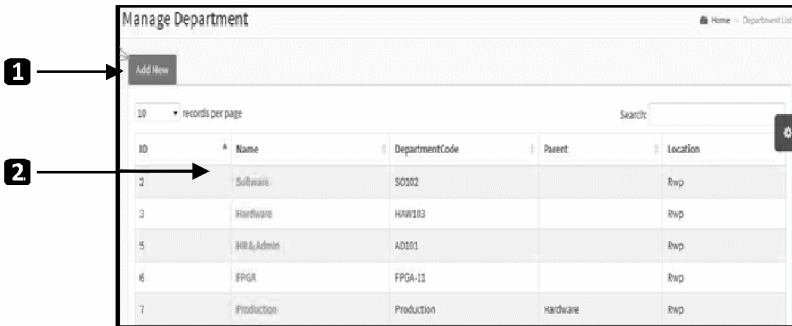 Manage Department
Home - Department List
1
Add New
10 records per page Search:
ID Name DepartmentCode Parent Location
2
2 Software SO102 Rwp
3 Hardware HAW103 Rwp
5 HR & Admin AD101 Rwp
6 FPGA FPGA-11 Rwp
7 Production Production Hardware Rwp